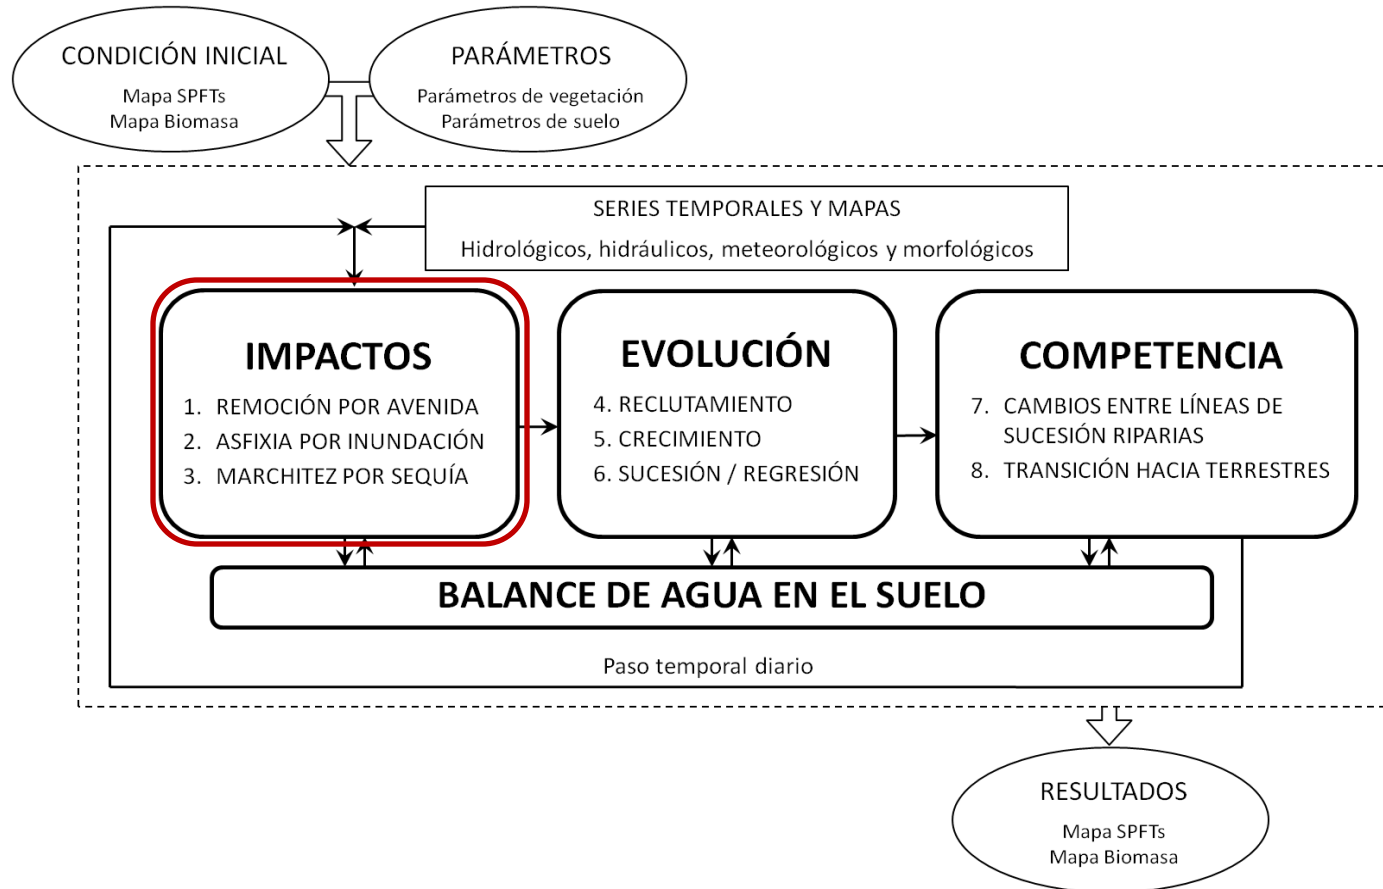 CONDICIÓN INICIAL
Mapa SPFTs
Mapa Biomasa
PARÁMETROS
Parámetros de vegetación
Parámetros de suelo
SERIES TEMPORALES Y MAPAS
Hidrológicos, hidráulicos, meteorológicos y morfológicos
IMPACTOS
1. REMOCIÓN POR AVENIDA
2. ASFIXIA POR INUNDACIÓN
3. MARCHITEZ POR SEQUÍA
EVOLUCIÓN
4. RECLUTAMIENTO
5. CRECIMIENTO
6. SUCESIÓN / REGRESIÓN
COMPETENCIA
7. CAMBIOS ENTRE LÍNEAS DE
SUCESIÓN RIPARIAS
8. TRANSICIÓN HACIA TERRESTRES
BALANCE DE AGUA EN EL SUELO
Paso temporal diario
RESULTADOS
Mapa SPFTs
Mapa Biomasa